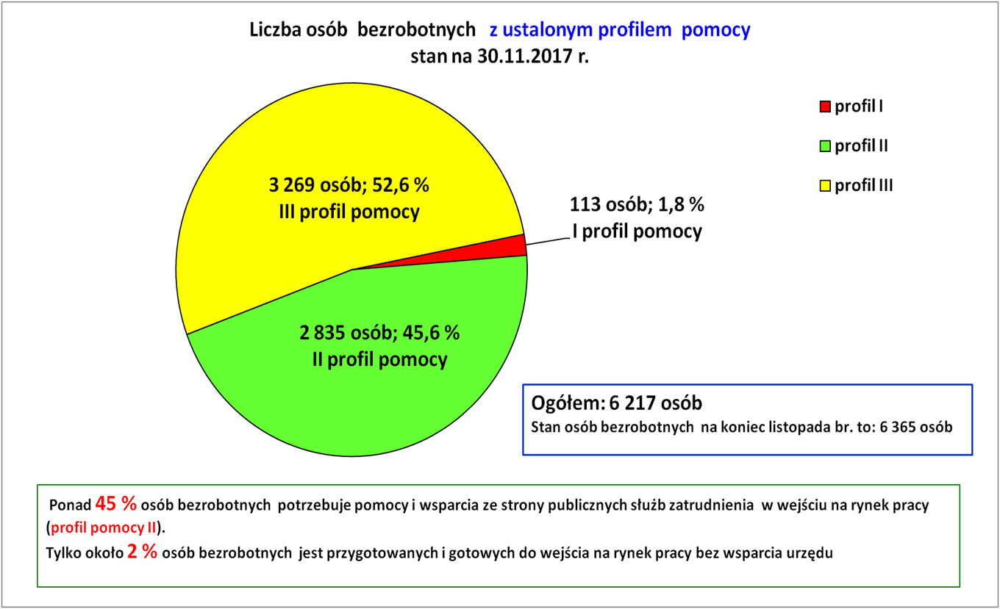 Liczba osób bezrobotnych z ustalonym profilem pomocy
stan na 30.11.2017 r.
profil I
profil II
profil III
3 269 osób; 52,6 %
III profil pomocy
113 osób; 1,8 %
I profil pomocy
2 835 osób; 45,6 %
II profil pomocy
Ogółem: 6 217 osób
Stan osób bezrobotnych na koniec listopada br. to: 6 365 osób
Ponad 45 % osób bezrobotnych potrzebuje pomocy i wsparcia ze strony publicznych służb zatrudnienia w wejściu na rynek pracy
(profil pomocy II).
Tylko około 2 % osób bezrobotnych jest przygotowanych i gotowych do wejścia na rynek pracy bez wsparcia urzędu